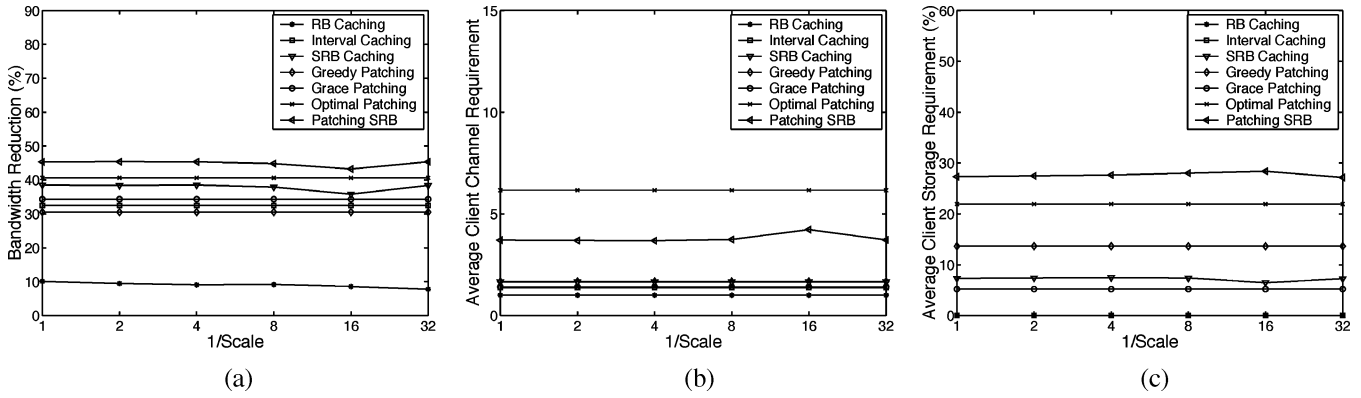 Bandwidth Reduction (%)
90
80
70
60
50
40
30
20
10
0
RB Caching
Interval Caching
SRB Caching
Greedy Patching
Grace Patching
Optimal Patching
Patching SRB
1 2 4 8 16 32
1/Scale
(a)
Average Client Channel Requirement
15
10
5
0
RB Caching
Interval Caching
SRB Caching
Greedy Patching
Grace Patching
Optimal Patching
Patching SRB
1 2 4 8 16 32
1/Scale
(b)
Average Client Storage Requirement (%)
60
50
40
30
20
10
0
RB Caching
Interval Caching
SRB Caching
Greedy Patching
Grace Patching
Optimal Patching
Patching SRB
1 2 4 8 16 32
1/Scale
(c)